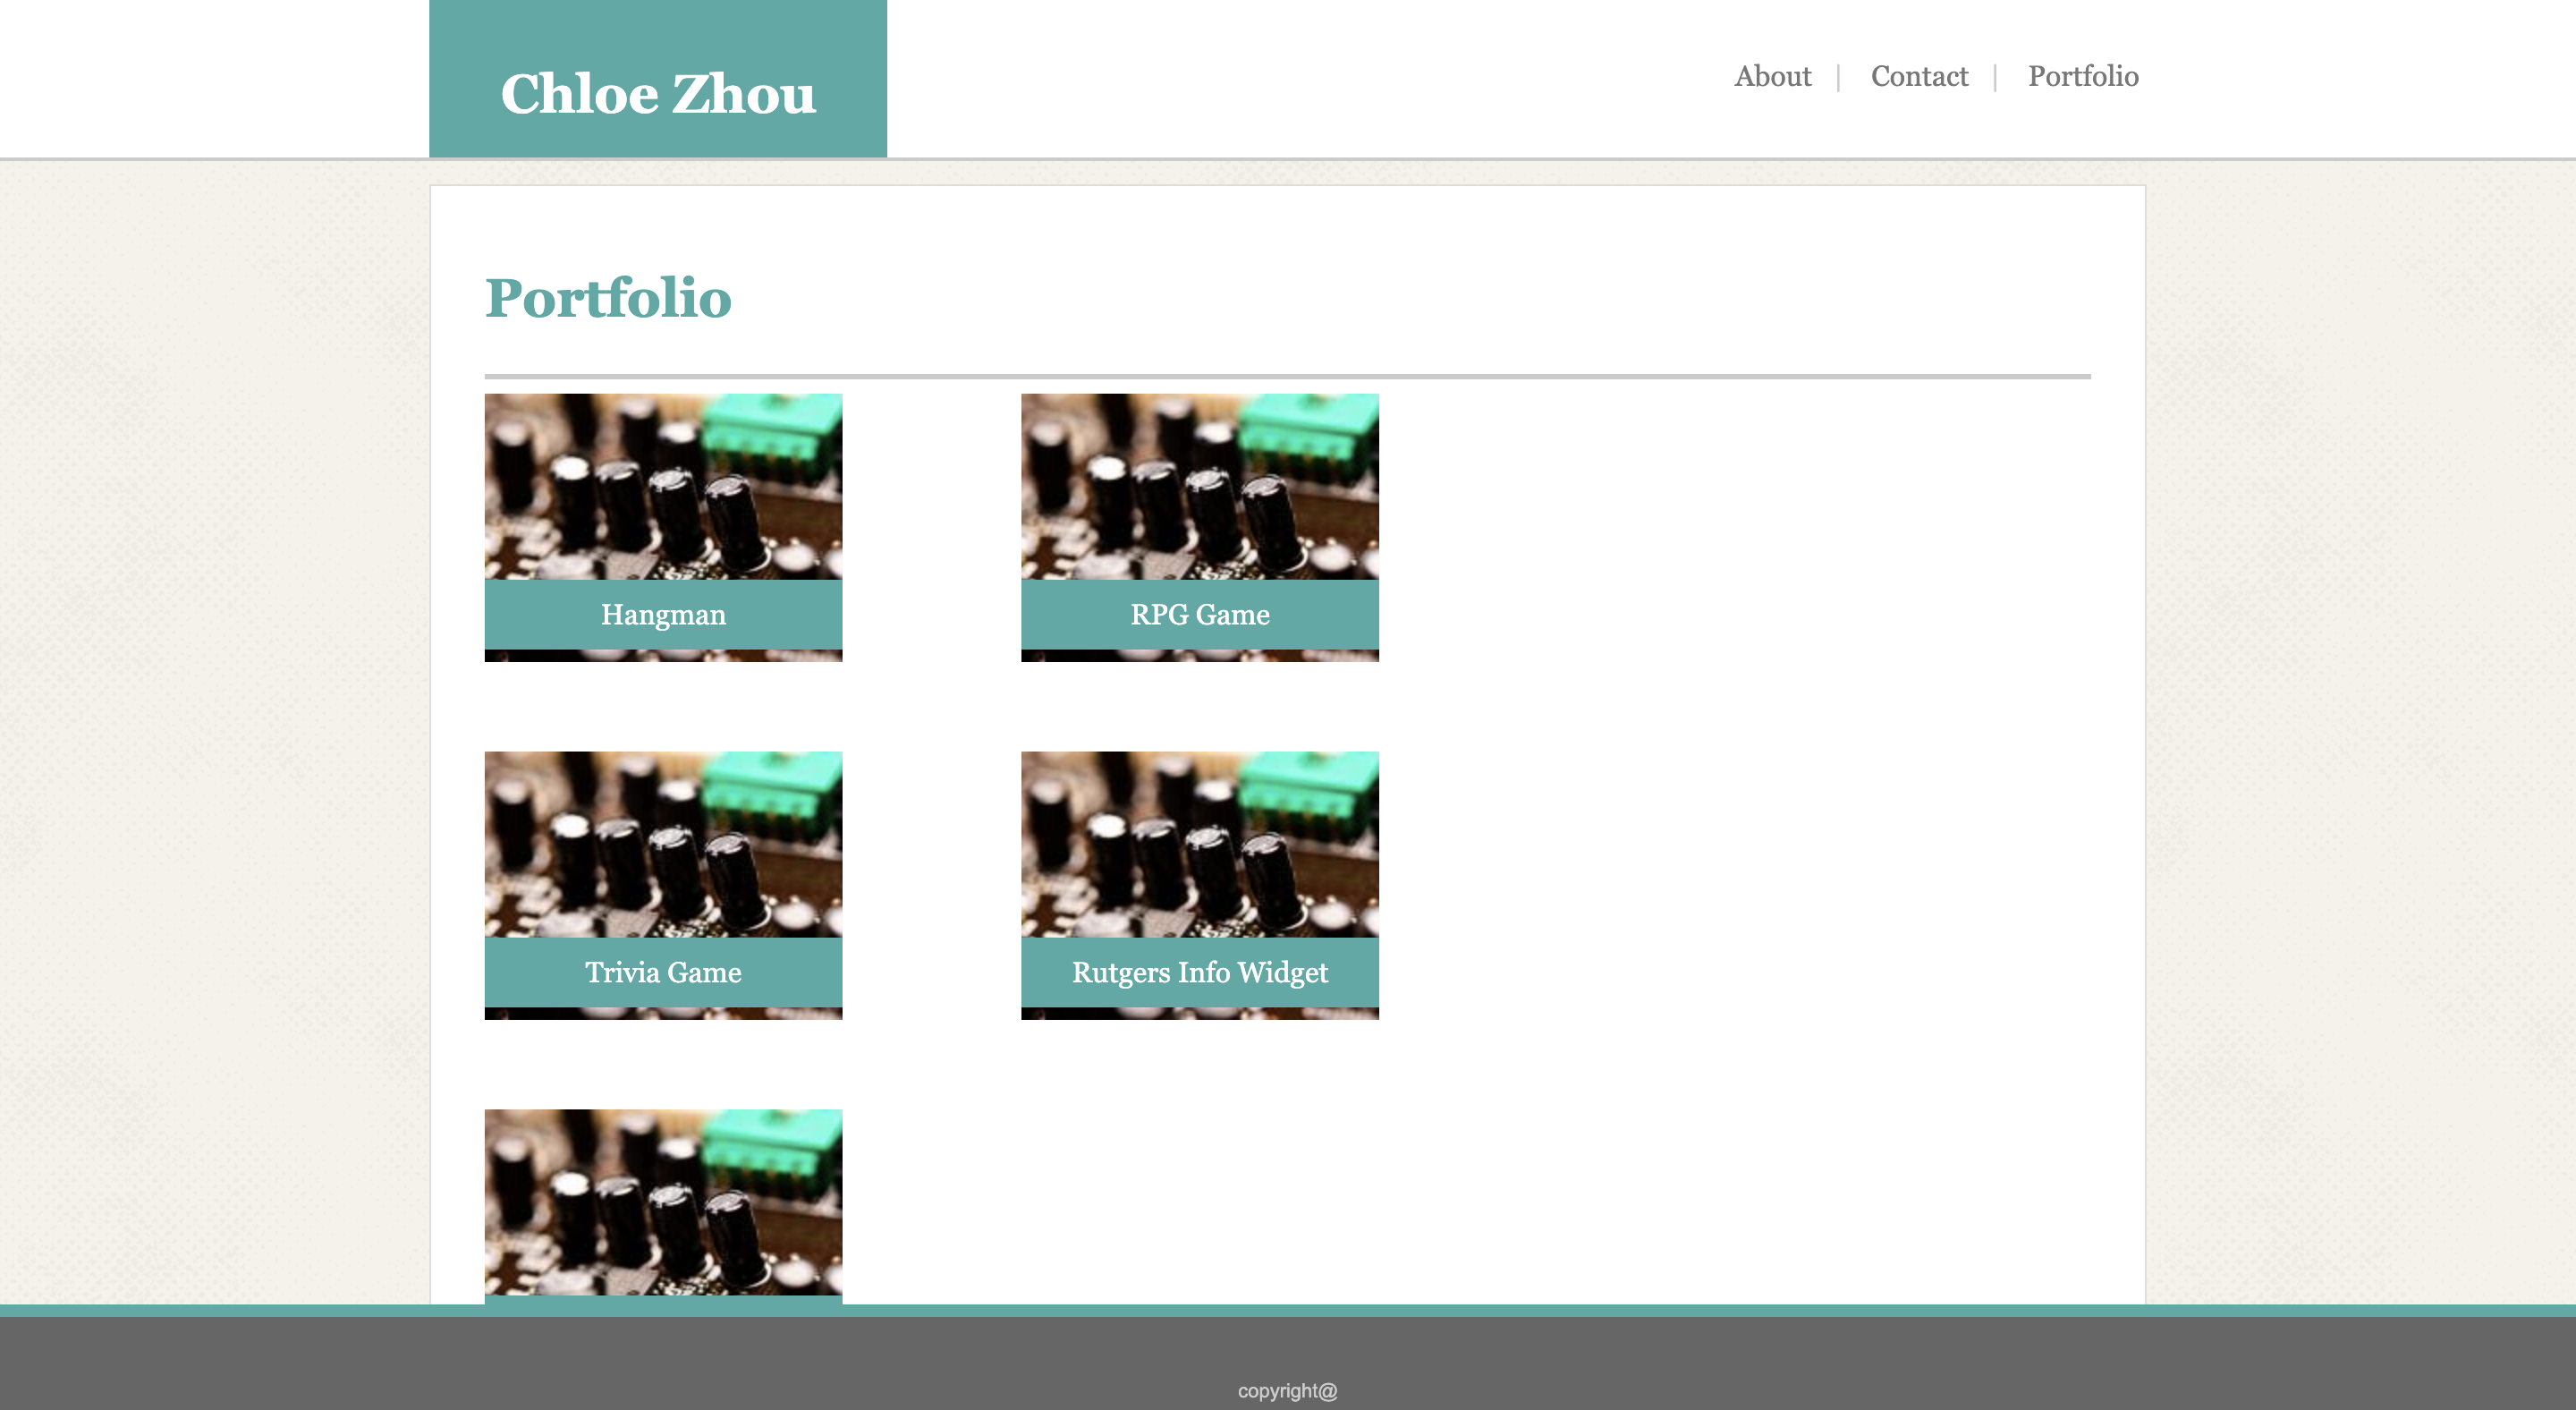 Chloe Zhou
About | Contact | Portfolio
Portfolio
Hangman
RPG Game
Trivia Game
Rutgers Info Widget
copyright@